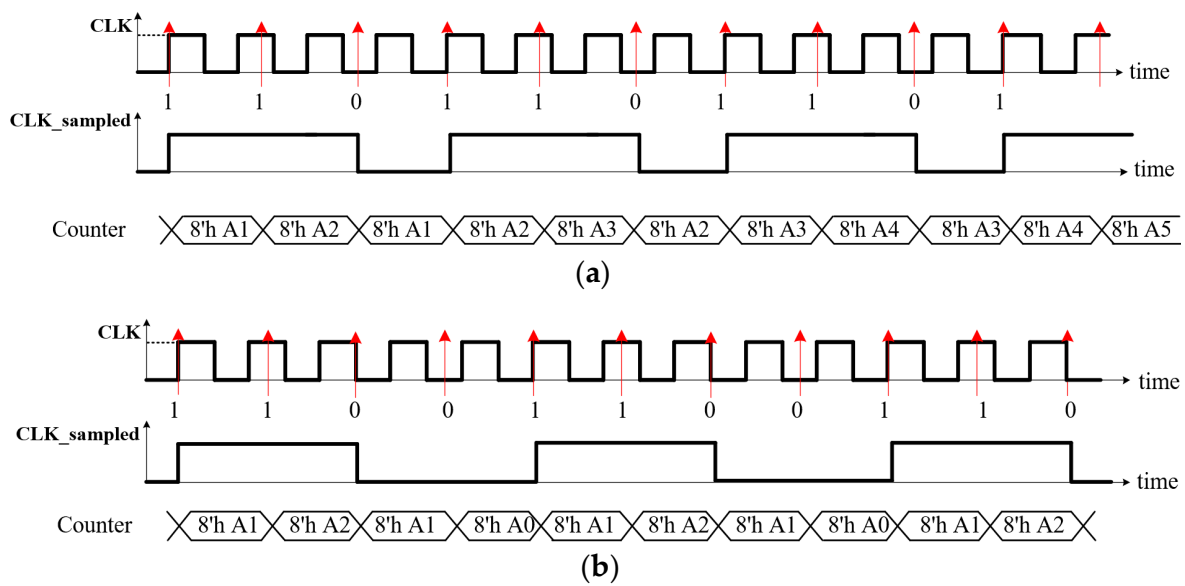 CLK
time
1 1 0 1 1 0 1 1 0 1
CLK_sampled
time
Counter 8'h A1 8'h A2 8'h A1 8'h A2 8'h A3 8'h A2 8'h A3 8'h A4 8'h A3 8'h A4 8'h A5
(a)
CLK
time
1 1 0 0 1 1 0 0 1 1 0
CLK_sampled
time
Counter 8'h A1 8'h A2 8'h A1 8'h A0 8'h A1 8'h A2 8'h A1 8'h A0 8'h A1 8'h A2
(b)